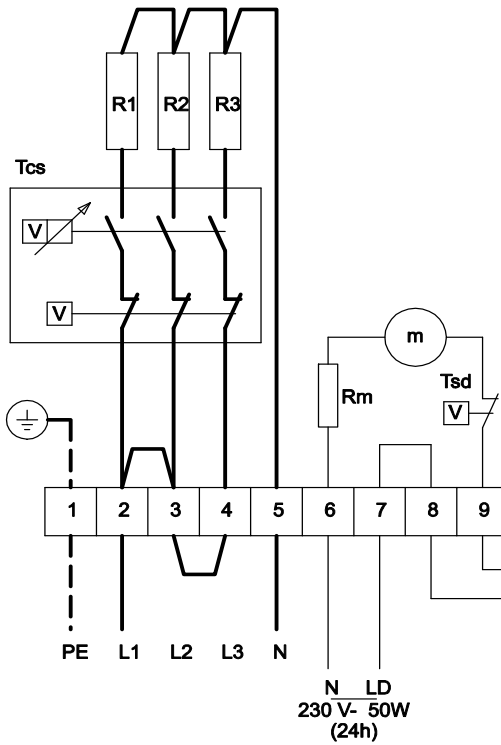 R1 R2 R3
Tcs
V
V
m
Rm
Tsd
V
1 2 3 4 5 6 7 8 9
PE L1 L2 L3 N
N LD
230 V- 50W
(24h)